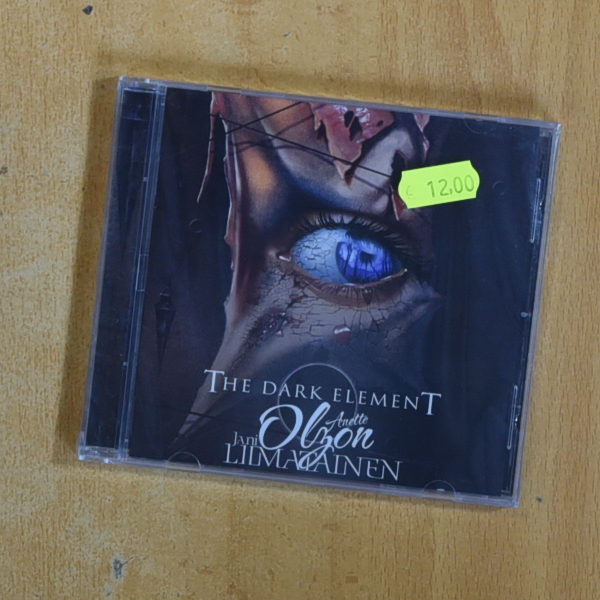 € 12,00
THE DARK ELEMENT
Anette
Olzon
Jani
LIIMATAINEN